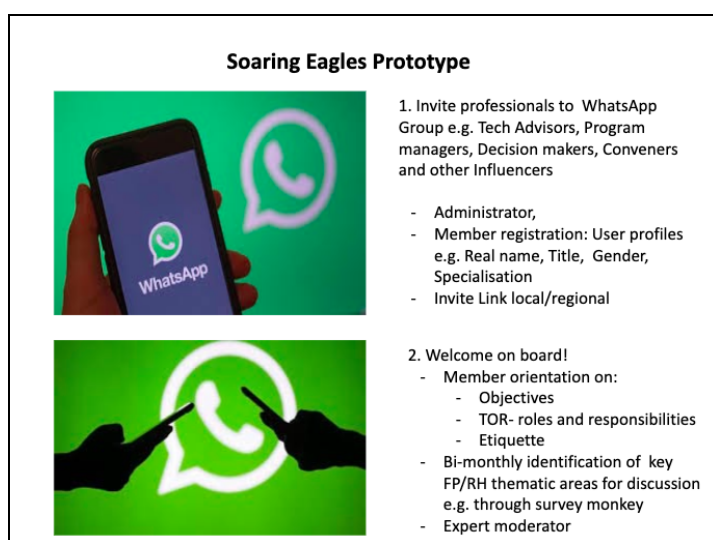 Soaring Eagles Prototype
WhatsApp
1. Invite professionals to WhatsApp
Group e.g. Tech Advisors, Program
managers, Decision makers, Conveners
and other Influencers
- Administrator,
- Member registration: User profiles
e.g. Real name, Title, Gender,
Specialisation
- Invite Link local/regional
2. Welcome on board!
- Member orientation on:
- Objectives
- TOR- roles and responsibilities
- Etiquette
- Bi-monthly identification of key
FP/RH thematic areas for discussion
e.g. through survey monkey
- Expert moderator